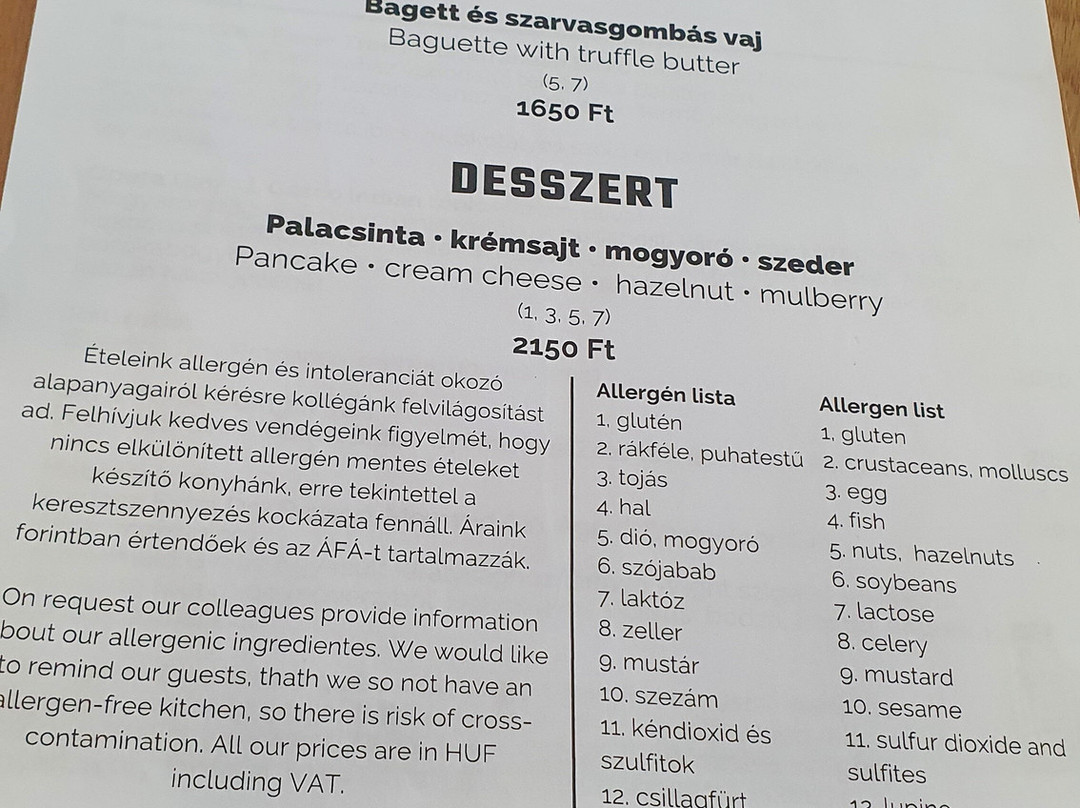 Bagett és szarvasgombás vaj
Baguette with truffle butter
(5, 7)
1650 Ft
DESSZERT
Palacsinta • krémsajt • mogyoró • szeder
Pancake • cream cheese • hazelnut • mulberry
(1, 3, 5, 7)
2150 Ft
Ételeink allergén és intoleranciát okozó
alapanyagairól kérésre kollégánk felvilágosítást
ad. Felhívjuk kedves vendégeink figyelmét, hogy
nincs elkülönített allergén mentes ételeket
készítő konyhánk, erre tekintettel a
keresztszennyezés kockázata fennáll. Áraink
forintban értendőek és az ÁFÁ-t tartalmazzák.
On request our colleagues provide information
bout our allergenic ingredientes. We would like
to remind our guests, thath we so not have an
allergen-free kitchen, so there is risk of cross-
contamination. All our prices are in HUF
including VAT.
Allergén lista
1, glutén
2. rákféle, puhatestű
3. tojás
4. hal
5. dió, mogyoró
6. szójabab
7. laktóz
8. zeller
9. mustár
10. szezám
11. kéndioxid és
szulfitok
12. csillagfürt
Allergen list
1, gluten
2. crustaceans, molluscs
3. egg
4. fish
5. nuts, hazelnuts
6. soybeans
7. lactose
8. celery
9. mustard
10. sesame
11. sulfur dioxide and
sulfites
12. lupine